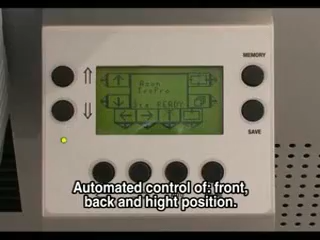 MEMORY
SAVE
Automated control of: front,
back and hight position.